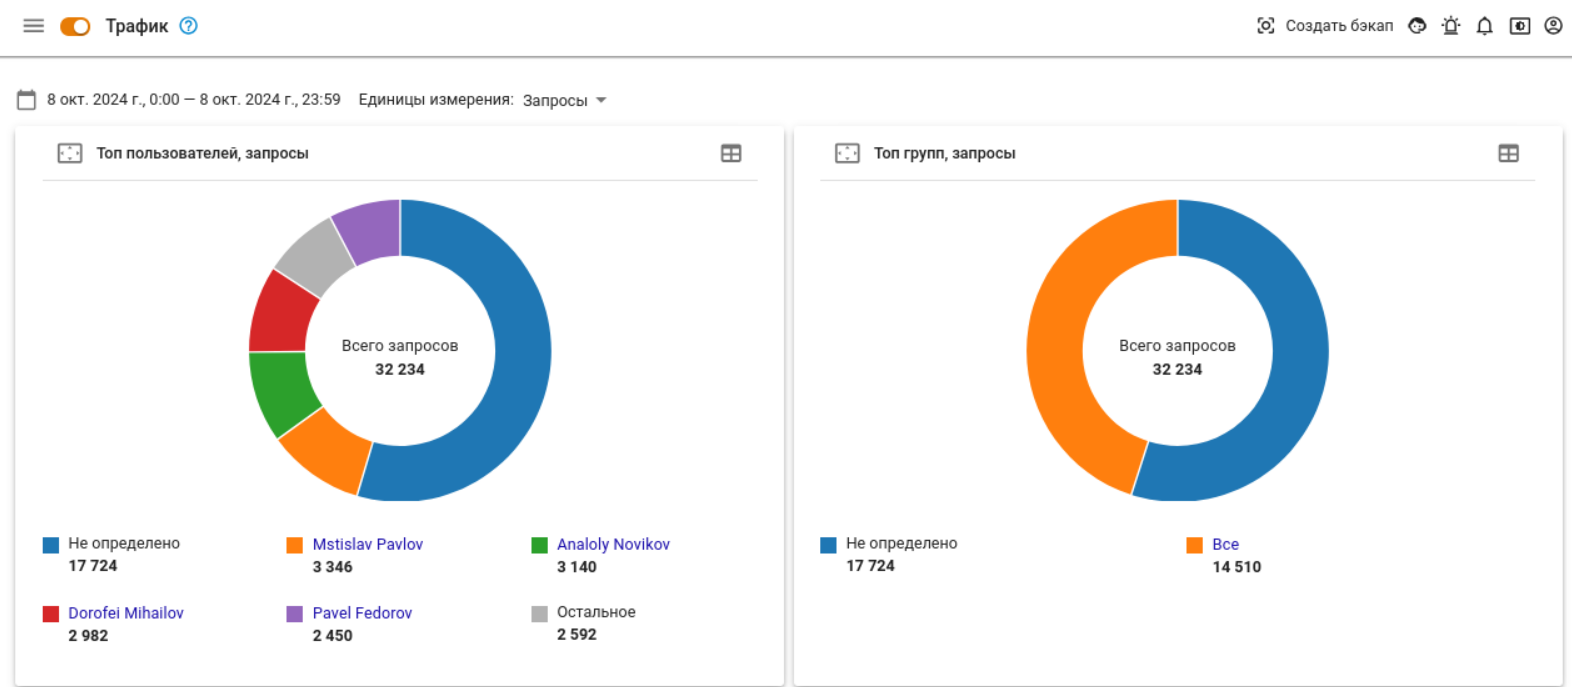 Трафик ?
Создать бэкап
8 окт. 2024 г., 0:00 — 8 окт. 2024 г., 23:59 Единицы измерения: Запросы
Топ пользователей, запросы
Всего запросов
32 234
Не определено
17 724
Mstislav Pavlov
3 346
Analoly Novikov
3 140
Dorofei Mihailov
2 982
Pavel Fedorov
2 450
Остальное
2 592
Топ групп, запросы
Всего запросов
32 234
Не определено
17 724
Все
14 510